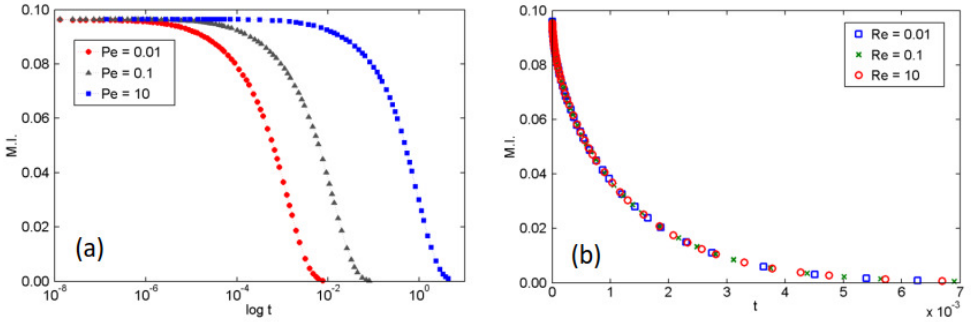 0.10
0.08
0.06
0.04
0.02
0.00
M.I.
Pe = 0.01
Pe = 0.1
Pe = 10
(a)
10⁻⁸
10⁻⁶
10⁻⁴
10⁻²
10⁰
log t
0.10
0.08
0.06
0.04
0.02
0.00
M.I.
Re = 0.01
Re = 0.1
Re = 10
(b)
0 1 2 3 4 5 6 7
t
x 10⁻³